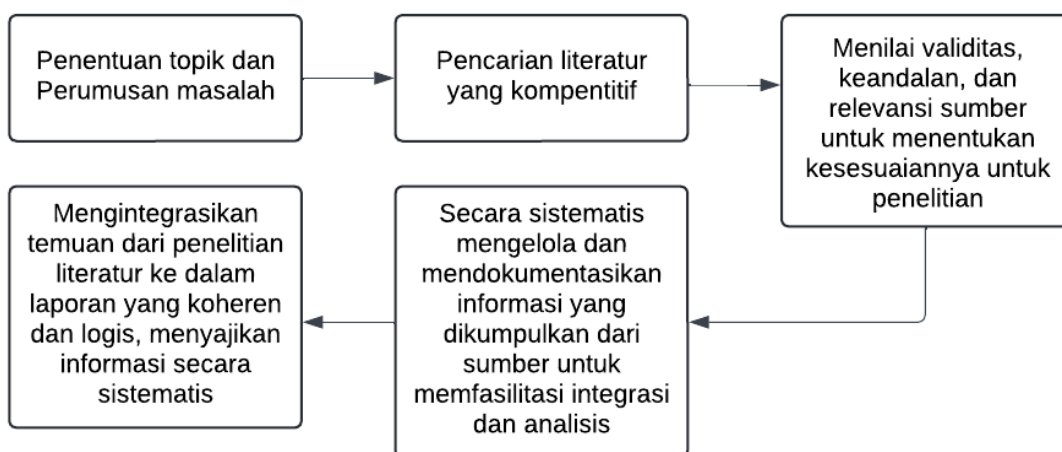 Penentuan topik dan
Perumusan masalah
Pencarian literatur
yang kompentitif
Menilai validitas,
keandalan, dan
relevansi sumber
untuk menentukan
kesesuaiannya untuk
penelitian
Secara sistematis
mengelola dan
mendokumentasikan
informasi yang
dikumpulkan dari
sumber untuk
memfasilitasi integrasi
dan analisis
Mengintegrasikan
temuan dari penelitian
literatur ke dalam
laporan yang koheren
dan logis, menyajikan
informasi secara
sistematis